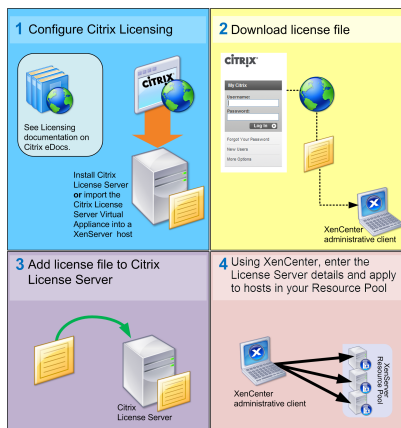 1 Configure Citrix Licensing
See Licensing
documentation on
Citrix eDocs.
CİTRIX
Install Citrix
License Server
or import the
Citrix License
Server Virtual
Appliance into a
XenServer host
2 Download license file
CİTRIX
My Citrix
Username:
Password:
Log in
Forgot Your Password
New Users
More Options
XenCenter
administrative client
3 Add license file to Citrix
License Server
Citrix
License Server
4 Using XenCenter, enter the
License Server details and apply
to hosts in your Resource Pool
XenCenter
administrative client
XenServer
Resource Pool